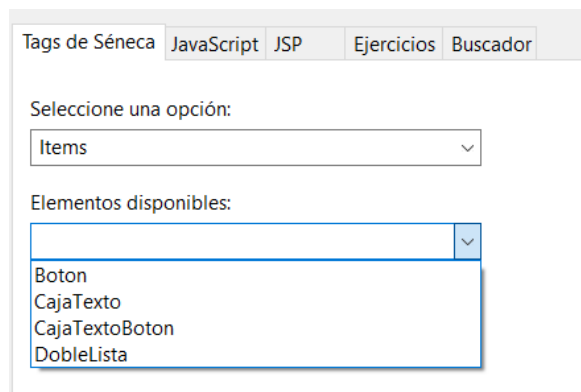 Tags de Séneca JavaScript JSP Ejercicios Buscador
Seleccione una opción:
Items
Elementos disponibles:
Boton
CajaTexto
CajaTextoBoton
DobleLista